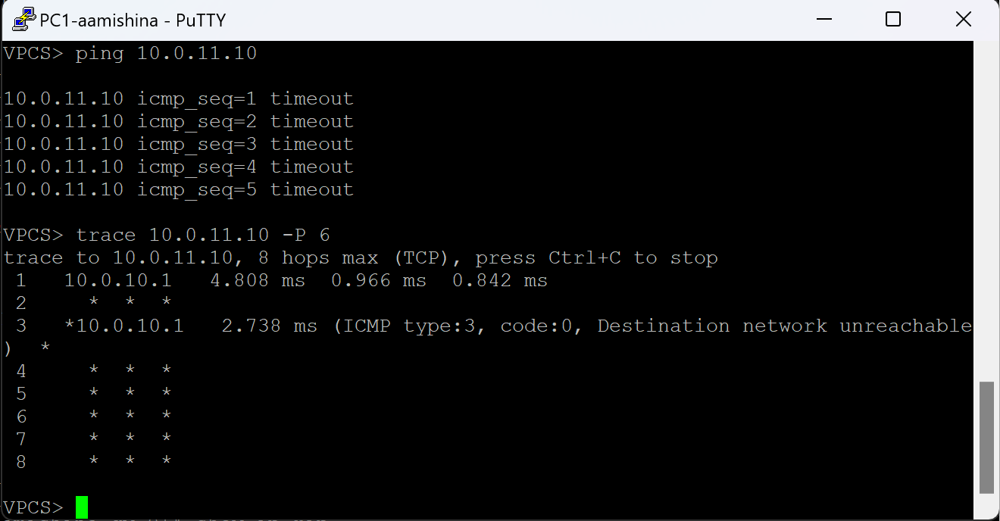 PC1-aamishina - PuTTY
VPCS> ping 10.0.11.10
10.0.11.10 icmp_seq=1 timeout
10.0.11.10 icmp_seq=2 timeout
10.0.11.10 icmp_seq=3 timeout
10.0.11.10 icmp_seq=4 timeout
10.0.11.10 icmp_seq=5 timeout
VPCS> trace 10.0.11.10 -P 6
trace to 10.0.11.10, 8 hops max (TCP), press Ctrl+C to stop
 1   10.0.10.1   4.808 ms  0.966 ms  0.842 ms
 2     *  *  *
 3   *10.0.10.1   2.738 ms (ICMP type:3, code:0, Destination network unreachable
)  *
 4     *  *  *
 5     *  *  *
 6     *  *  *
 7     *  *  *
 8     *  *  *
VPCS>